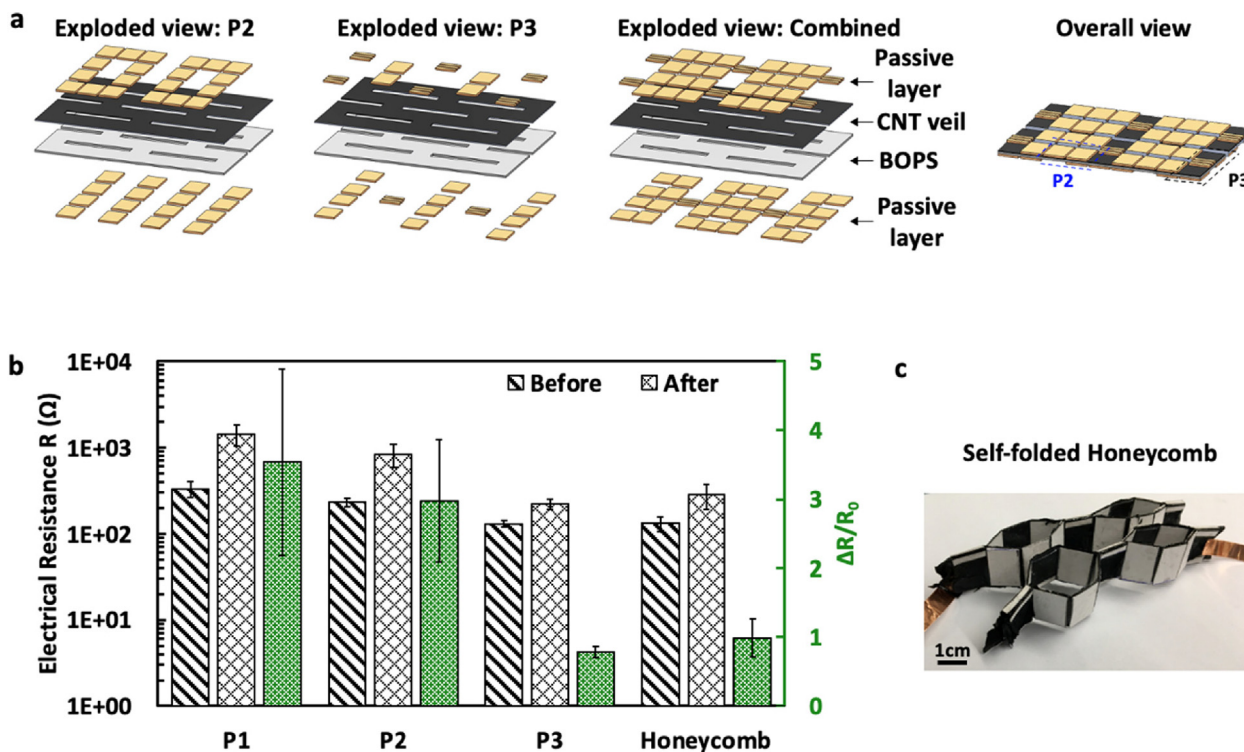 a
Exploded view: P2
Exploded view: P3
Exploded view: Combined
Overall view
Passive
layer
CNT veil
BOPS
Passive
layer
P2
P3
b
Electrical Resistance R (Ω)
1E+04
1E+03
1E+02
1E+01
1E+00
Before
After
5
4
3
2
1
0
ΔR/R₀
P1
P2
P3
Honeycomb
c
Self-folded Honeycomb
1cm